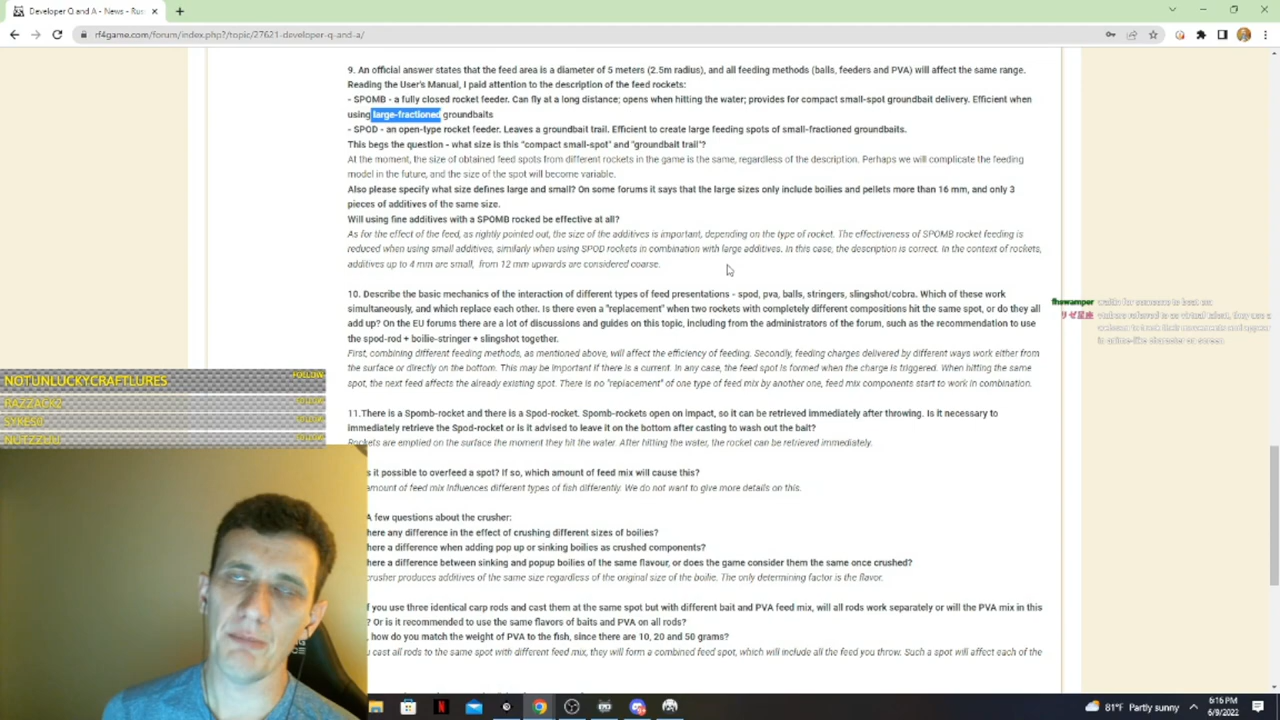 Developer Q and A - News - Rus
rf4game.com/forum/index.php?/topic/27621-developer-q-and-a/
9. An official answer states that the feed area is a diameter of 5 meters (2.5m radius), and all feeding methods (balls, feeders and PVA) will affect the same range.
Reading the User's Manual, I paid attention to the description of the feed rockets:
- SPOMB - a fully closed rocket feeder. Can fly at a long distance; opens when hitting the water; provides for compact small-spot groundbait delivery. Efficient when
using large-fractioned groundbaits
- SPOD - an open-type rocket feeder. Leaves a groundbait trail. Efficient to create large feeding spots of small-fractioned groundbaits.
This begs the question - what size is this "compact small-spot" and "groundbait trail"?
At the moment, the size of obtained feed spots from different rockets in the game is the same, regardless of the description. Perhaps we will complicate the feeding
model in the future, and the size of the spot will become variable.
Also please specify what size defines large and small? On some forums it says that the large sizes only include boilies and pellets more than 16 mm, and only 3
pieces of additives of the same size.
Will using fine additives with a SPOMB rocked be effective at all?
As for the effect of the feed, as rightly pointed out, the size of the additives is important, depending on the type of rocket. The effectiveness of SPOMB rocket feeding is
reduced when using small additives, similarly when using SPOD rockets in combination with large additives. In this case, the description is correct. In the context of rockets,
additives up to 4 mm are small, from 12 mm upwards are considered coarse.
10. Describe the basic mechanics of the interaction of different types of feed presentations - spod, pva, balls, stringers, slingshot/cobra. Which of these work
simultaneously, and which replace each other. Is there even a "replacement" when two rockets with completely different compositions hit the same spot, or do they all
add up? On the EU forums there are a lot of discussions and guides on this topic, including from the administrators of the forum, such as the recommendation to use
the spod-rod + boilie-stringer + slingshot together.
First, combining different feeding methods, as mentioned above, will affect the efficiency of feeding. Secondly, feeding charges delivered by different ways work either from
the surface or directly on the bottom. This may be important if there is a current. In any case, the feed spot is formed when the charge is triggered. When hitting the same
spot, the next feed affects the already existing spot. There is no "replacement" of one type of feed mix by another one, feed mix components start to work in combination.
11.There is a Spomb-rocket and there is a Spod-rocket. Spomb-rockets open on impact, so it can be retrieved immediately after throwing. Is it necessary to
immediately retrieve the Spod-rocket or is it advised to leave it on the bottom after casting to wash out the bait?
Rockets are emptied on the surface the moment they hit the water. After hitting the water, the rocket can be retrieved immediately.
s it possible to overfeed a spot? If so, which amount of feed mix will cause this?
amount of feed mix influences different types of fish differently. We do not want to give more details on this.
A few questions about the crusher:
here any difference in the effect of crushing different sizes of boilies?
here a difference when adding pop up or sinking boilies as crushed components?
here a difference between sinking and popup boilies of the same flavour, or does the game consider them the same once crushed?
crusher produces additives of the same size regardless of the original size of the boilie. The only determining factor is the flavor.
f you use three identical carp rods and cast them at the same spot but with different bait and PVA feed mix, will all rods work separately or will the PVA mix in this
? Or is it recommended to use the same flavors of baits and PVA on all rods?
, how do you match the weight of PVA to the fish, since there are 10, 20 and 50 grams?
u cast all rods to the same spot with different feed mix, they will form a combined feed spot, which will include all the feed you throw. Such a spot will affect each of the
NOTUNLUCKYCRAFTLURES FOLLOW
RAZZACK2
SYKES0
thewamper
81°F Partly sunny
6:16 PM
6/9/2022